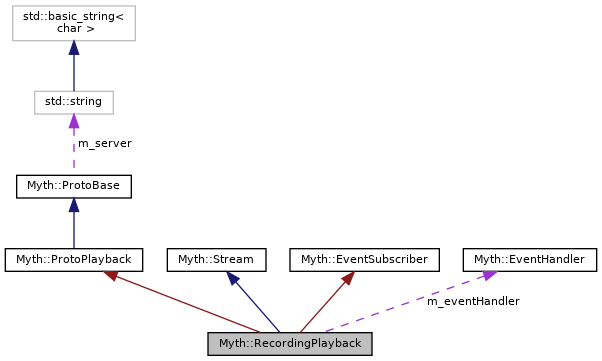 std::basic_string<
char >
std::string
m_server
Myth::ProtoBase
Myth::ProtoPlayback
Myth::Stream
Myth::EventSubscriber
Myth::EventHandler
m_eventHandler
Myth::RecordingPlayback